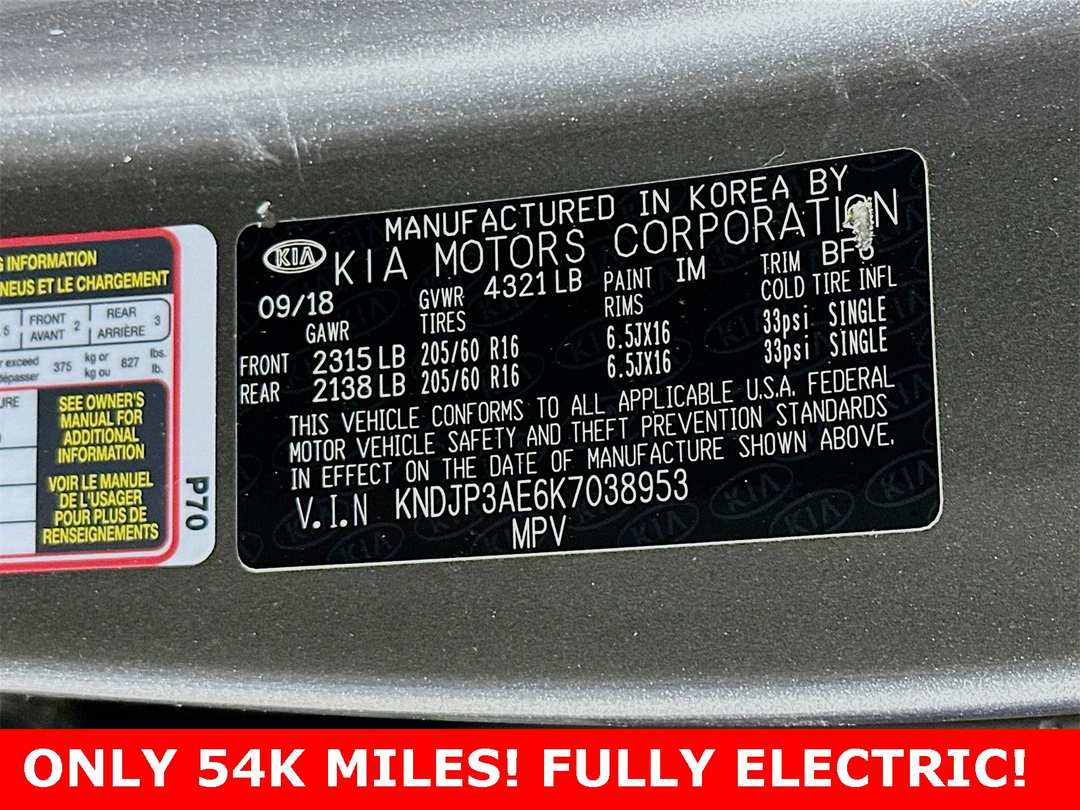 MANUFACTURED IN KOREA BY
KIA KIA MOTORS CORPORATION
09/18 GVWR 4321 LB PAINT IM TRIM
GAWR TIRES RIMS COLD TIRE INFL
FRONT 2315 LB 205/60 R16 6.5JX16 33psi SINGLE
REAR 2138 LB 205/60 R16 6.5JX16 33psi SINGLE
THIS VEHICLE CONFORMS TO ALL APPLICABLE U.S.A. FEDERAL
MOTOR VEHICLE SAFETY AND THEFT PREVENTION STANDARDS
IN EFFECT ON THE DATE OF MANUFACTURE SHOWN ABOVE.
V.I.N KNDJP3AE6K7038953
MPV
INFORMATION
ET LE CHARGEMENT
FRONT 2 REAR 3
AVANT ARRIÈRE
exceed 375 kg or 827 lbs.
kg ou lb.
SEE OWNER'S
MANUAL FOR
ADDITIONAL
INFORMATION
VOIR LE MANUEL
DE L'USAGER
POUR PLUS DE
RENSEIGNEMENTS
P70
ONLY 54K MILES! FULLY ELECTRIC!